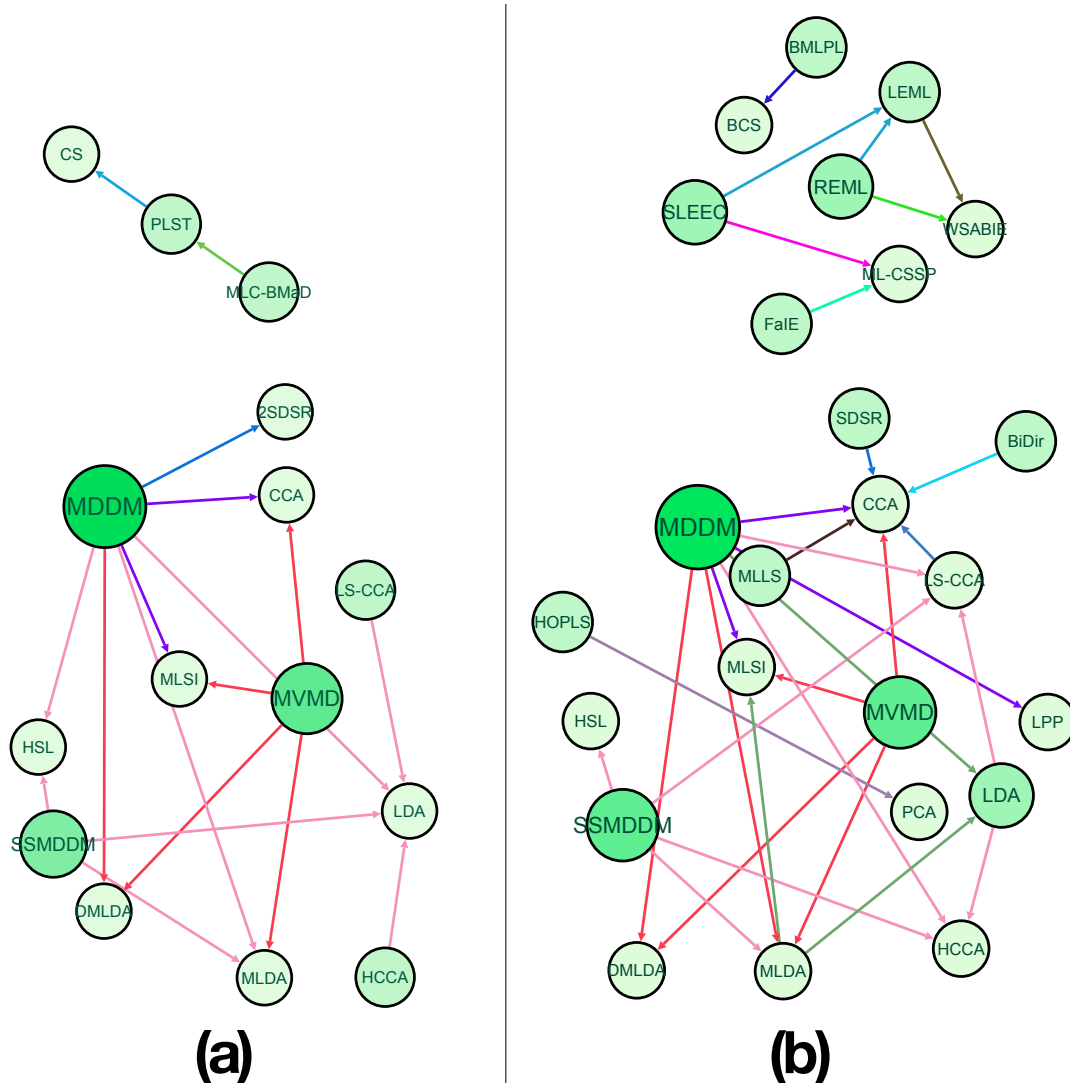 CS
PLST
MLC-BMaD
2SDSR
MDDM
CCA
LS-CCA
MLSI
MVMD
HSL
LDA
SSMDDM
DMLDA
MLDA
HCCA
(a)
BMLPL
LEML
BCS
REML
SLEEC
WSABIE
ML-CSSP
FaIE
SDSR
BiDir
CCA
MDDM
MLLS
LS-CCA
HOPLS
MLSI
MVMD
HSL
LPP
LDA
PCA
SSMDDM
HCCA
DMLDA
MLDA
(b)